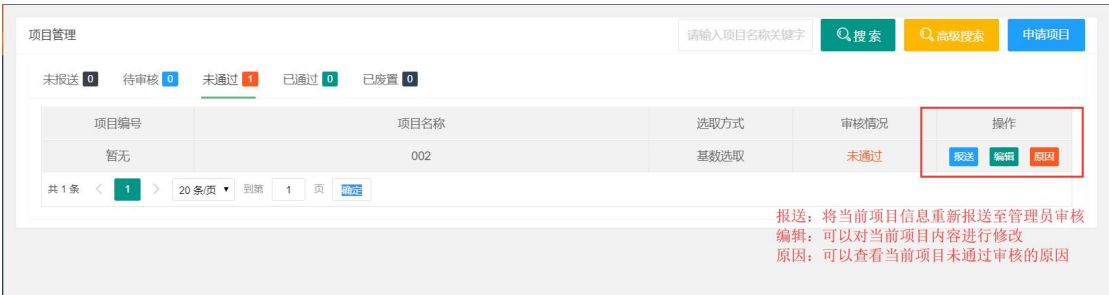 项目管理 请输入项目名称关键字 搜索 高级搜索 申请项目
未报送 0 待审核 0 未通过 1 已通过 0 已废置 0
项目编号 项目名称 选取方式 审核情况 操作
暂无 002 基数选取 未通过 报送 编辑 原因
共 1 条 < 1 > 20 条/页 到第 1 页 确定
报送：将当前项目信息重新报送至管理员审核
编辑：可以对当前项目内容进行修改
原因：可以查看当前项目未通过审核的原因